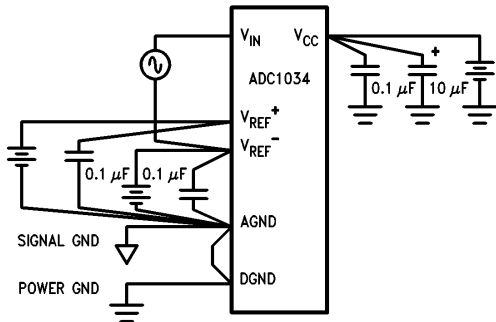 VIN VCC
ADC1034
+
0.1 μF 10 μF
VREF+
VREF-
0.1 μF 0.1 μF
AGND
SIGNAL GND
DGND
POWER GND